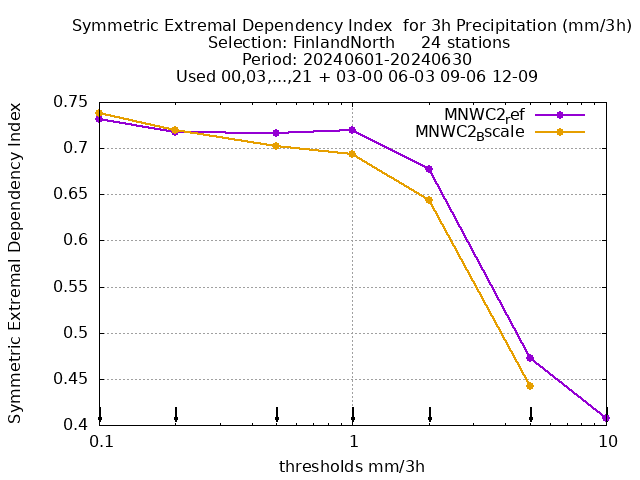 Symmetric Extremal Dependency Index  for 3h Precipitation (mm/3h)
Selection: FinlandNorth     24 stations
Period: 20240601-20240630
Used 00,03,...,21 + 03-00 06-03 09-06 12-09
MNWC2ref
MNWC2Bscale
0.75
0.7
0.65
0.6
0.55
0.5
0.45
0.4
Symmetric Extremal Dependency Index
0.1 1 10
thresholds mm/3h